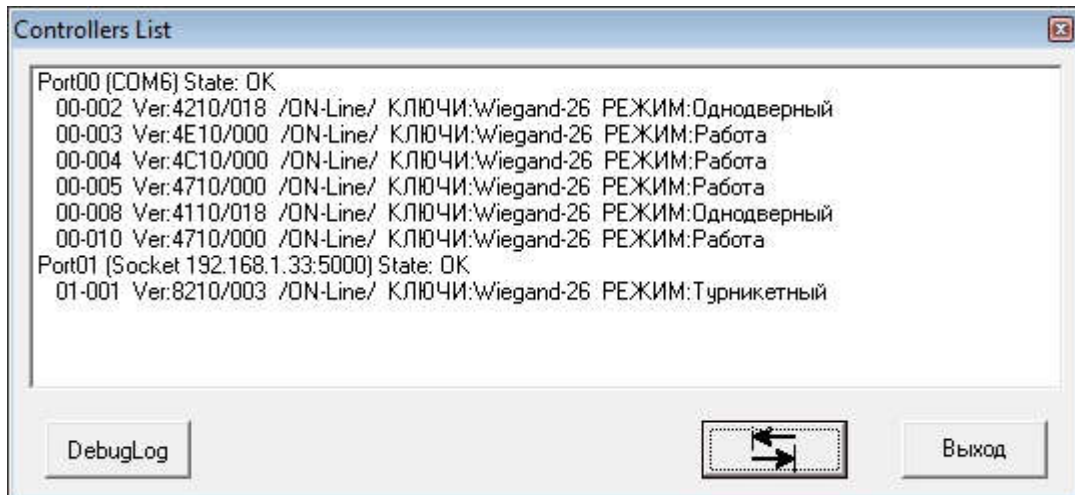 Controllers List
Port00 (COM6) State: OK
00-002 Ver:4210/018 /ON-Line/ КЛЮЧИ:Wiegand-26 РЕЖИМ:Однодверный
00-003 Ver:4E10/000 /ON-Line/ КЛЮЧИ:Wiegand-26 РЕЖИМ:Работа
00-004 Ver:4C10/000 /ON-Line/ КЛЮЧИ:Wiegand-26 РЕЖИМ:Работа
00-005 Ver:4710/000 /ON-Line/ КЛЮЧИ:Wiegand-26 РЕЖИМ:Работа
00-008 Ver:4110/018 /ON-Line/ КЛЮЧИ:Wiegand-26 РЕЖИМ:Однодверный
00-010 Ver:4710/000 /ON-Line/ КЛЮЧИ:Wiegand-26 РЕЖИМ:Работа
Port01 (Socket 192.168.1.33:5000) State: OK
01-001 Ver:8210/003 /ON-Line/ КЛЮЧИ:Wiegand-26 РЕЖИМ:Турникетный
DebugLog
Выход